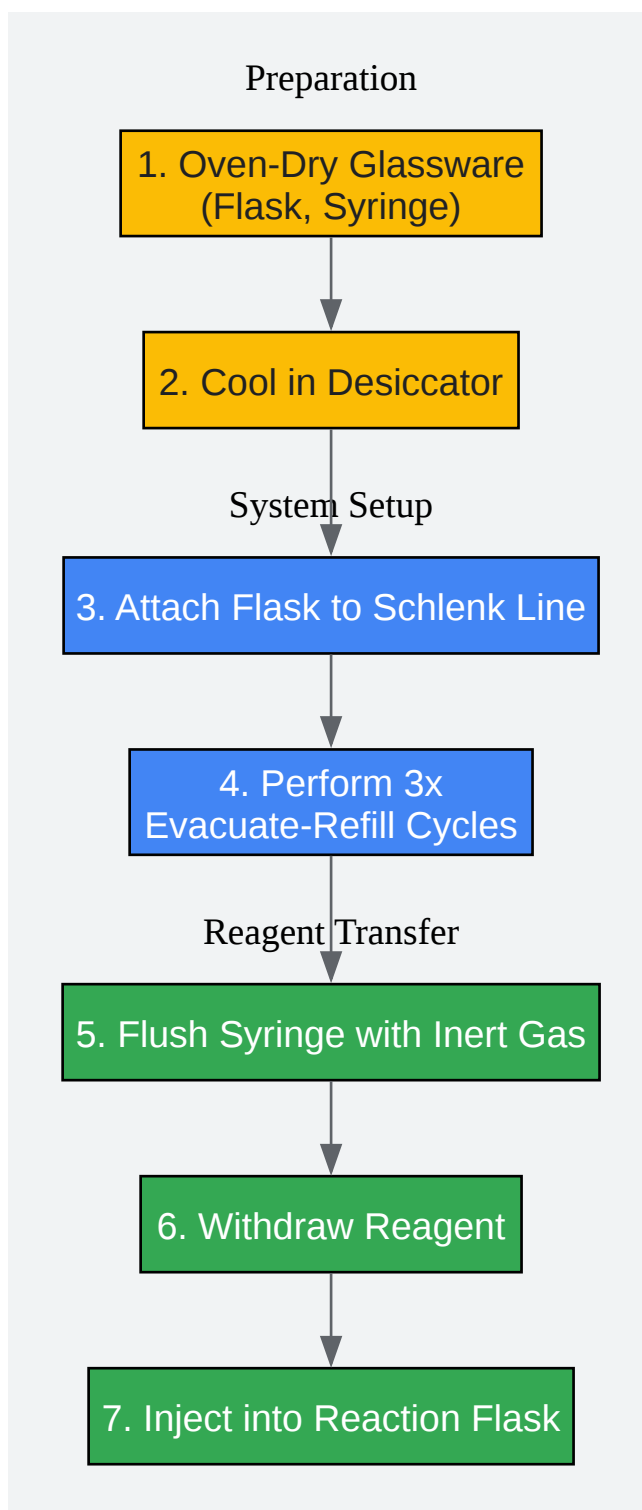 Preparation
1. Oven-Dry Glassware
(Flask, Syringe)
2. Cool in Desiccator
System Setup
3. Attach Flask to Schlenk Line
4. Perform 3x
Evacuate-Refill Cycles
Reagent Transfer
5. Flush Syringe with Inert Gas
6. Withdraw Reagent
7. Inject into Reaction Flask